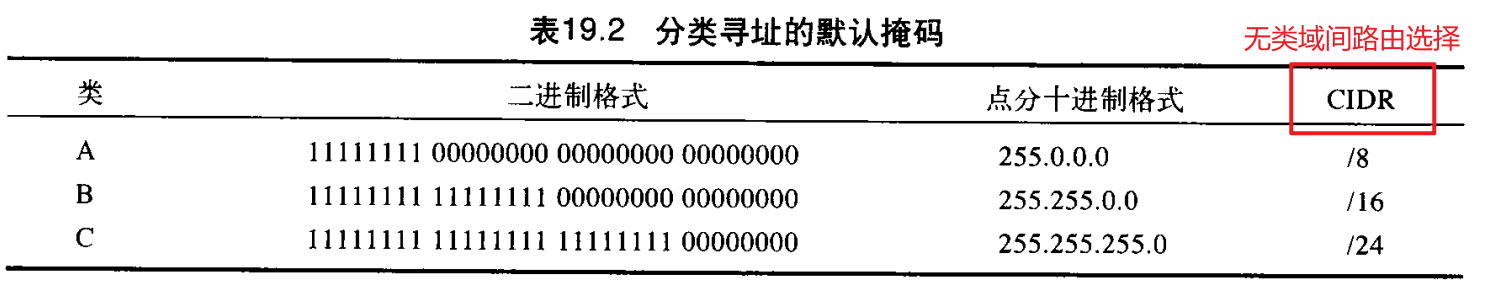 表19.2 分类寻址的默认掩码
无类域间路由选择
类 二进制格式 点分十进制格式 CIDR
A 11111111 00000000 00000000 00000000 255.0.0.0 /8
B 11111111 11111111 00000000 00000000 255.255.0.0 /16
C 11111111 11111111 11111111 00000000 255.255.255.0 /24